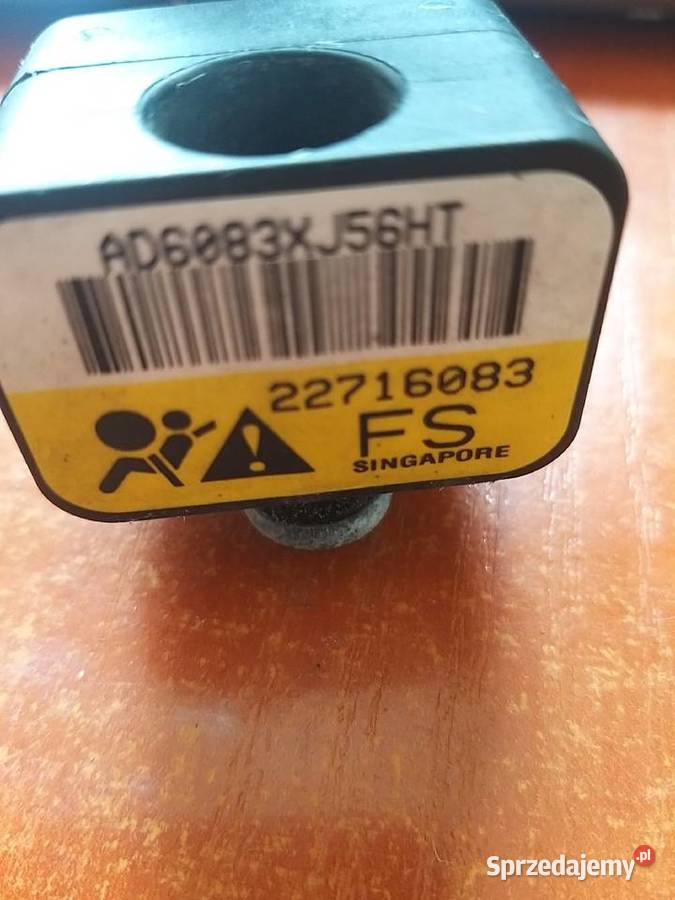 AD6083XJ56HT
22716083
FS
SINGAPORE
Sprzedajemy.pl